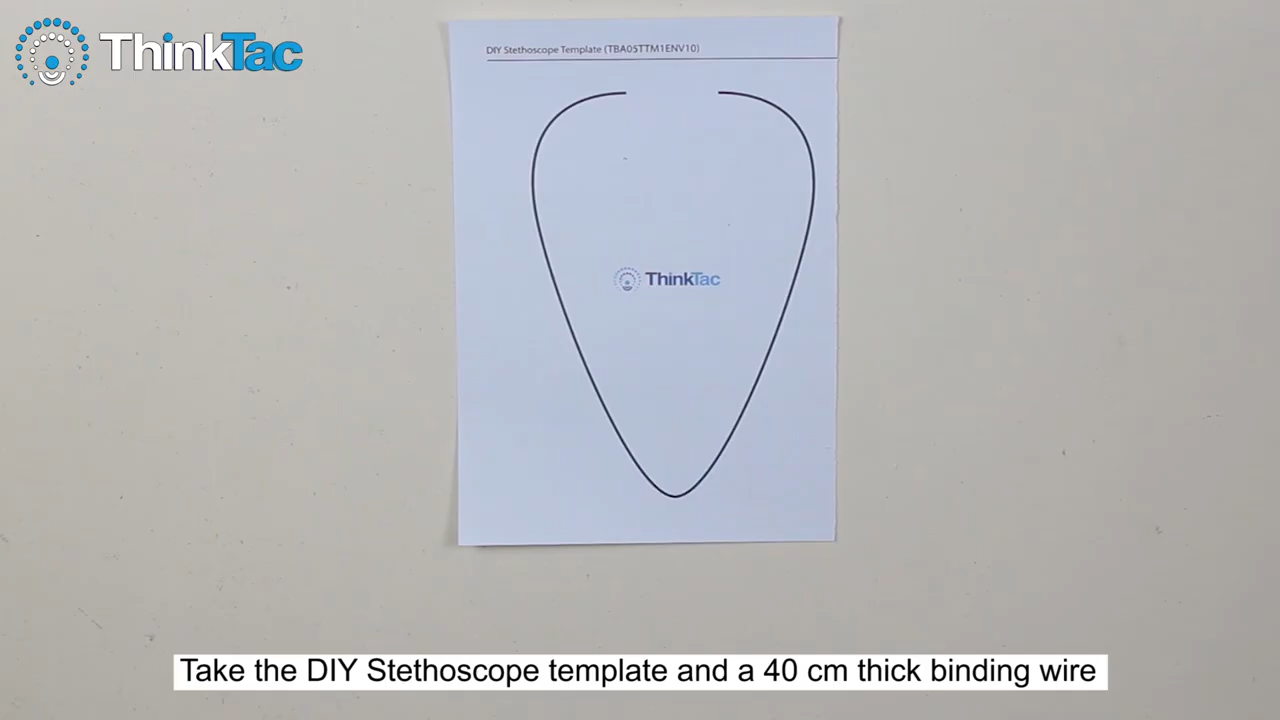 ThinkTac
DIY Stethoscope Template (TBA05TTM1ENV10)
ThinkTac
Take the DIY Stethoscope template and a 40 cm thick binding wire